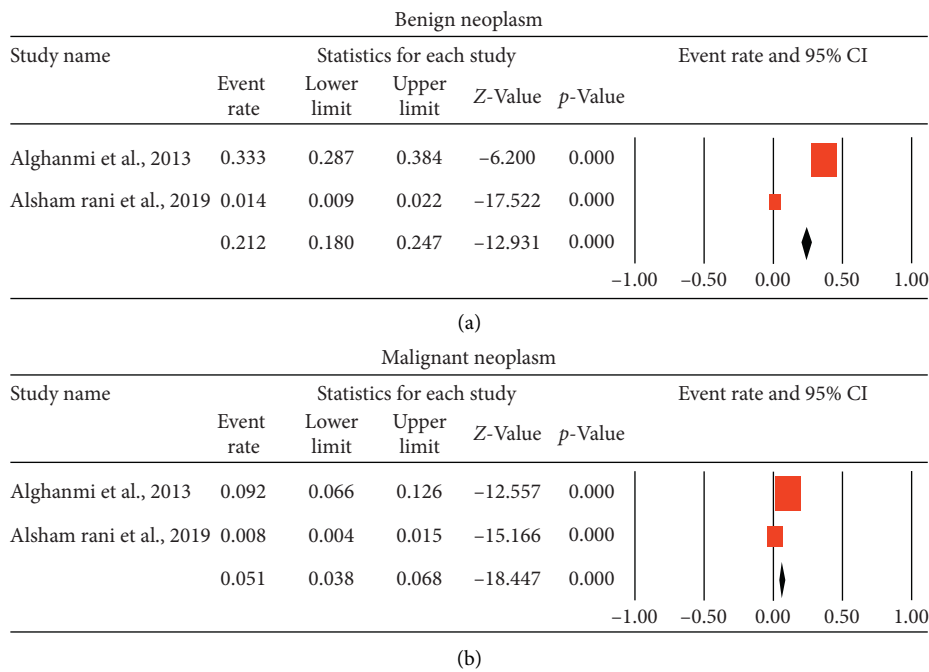 Benign neoplasm
Study name Statistics for each study Event rate and 95% CI
Event rate Lower limit Upper limit Z-Value p-Value
Alghanmi et al., 2013 0.333 0.287 0.384 –6.200 0.000
Alsham rani et al., 2019 0.014 0.009 0.022 –17.522 0.000
0.212 0.180 0.247 –12.931 0.000
–1.00 –0.50 0.00 0.50 1.00
(a)
Malignant neoplasm
Study name Statistics for each study Event rate and 95% CI
Event rate Lower limit Upper limit Z-Value p-Value
Alghanmi et al., 2013 0.092 0.066 0.126 –12.557 0.000
Alsham rani et al., 2019 0.008 0.004 0.015 –15.166 0.000
0.051 0.038 0.068 –18.447 0.000
–1.00 –0.50 0.00 0.50 1.00
(b)